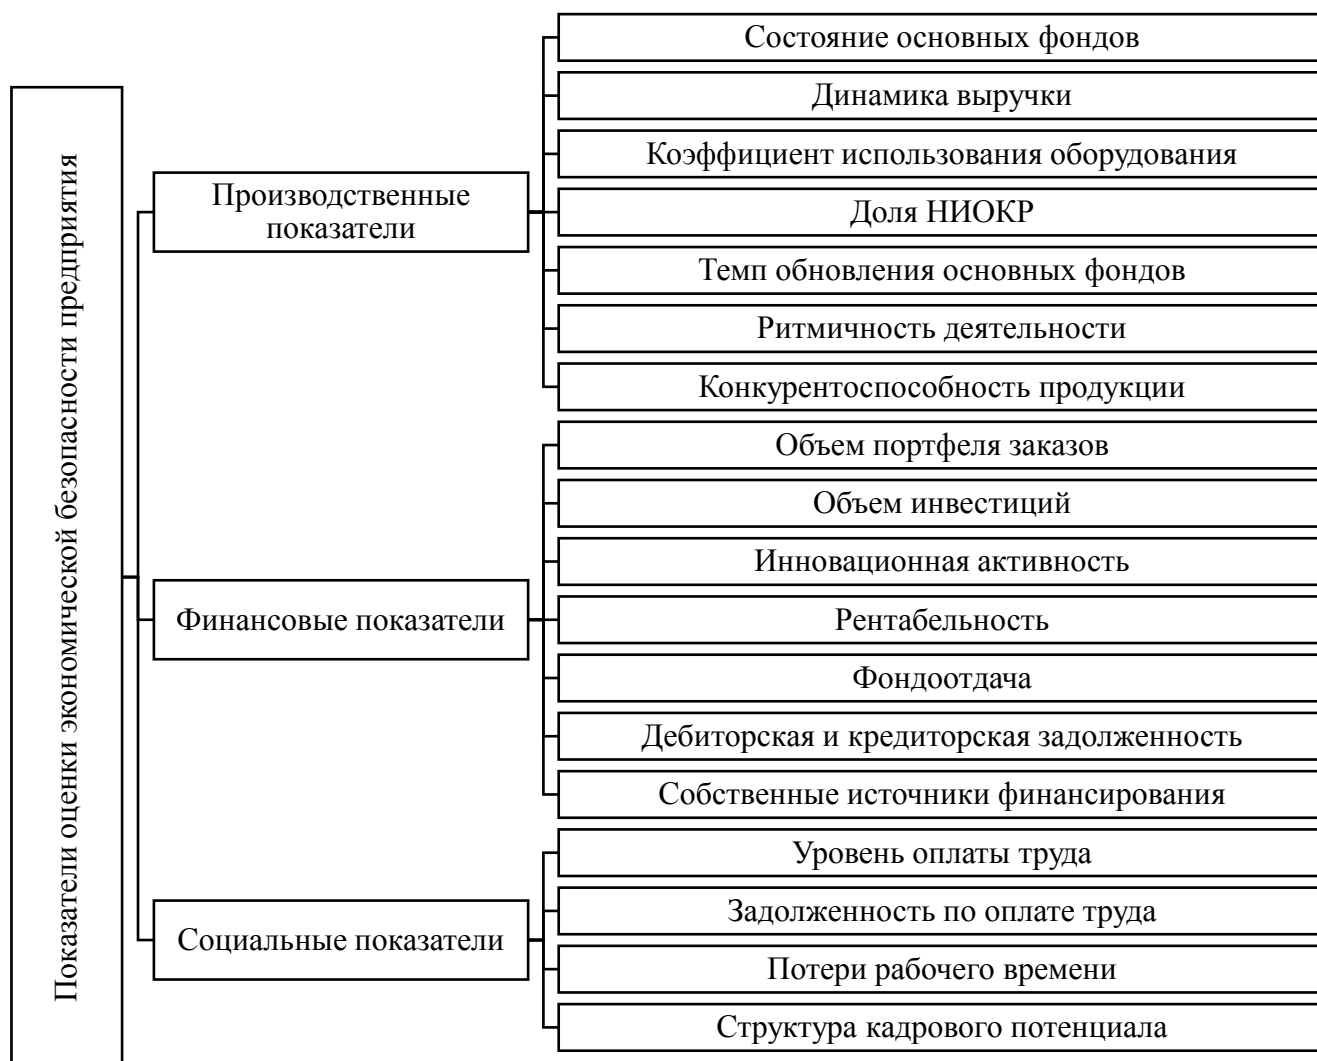 Показатели оценки экономической безопасности предприятия
Производственные
показатели
Состояние основных фондов
Динамика выручки
Коэффициент использования оборудования
Доля НИОКР
Темп обновления основных фондов
Ритмичность деятельности
Конкурентоспособность продукции
Финансовые показатели
Объем портфеля заказов
Объем инвестиций
Инновационная активность
Рентабельность
Фондоотдача
Дебиторская и кредиторская задолженность
Собственные источники финансирования
Социальные показатели
Уровень оплаты труда
Задолженность по оплате труда
Потери рабочего времени
Структура кадрового потенциала